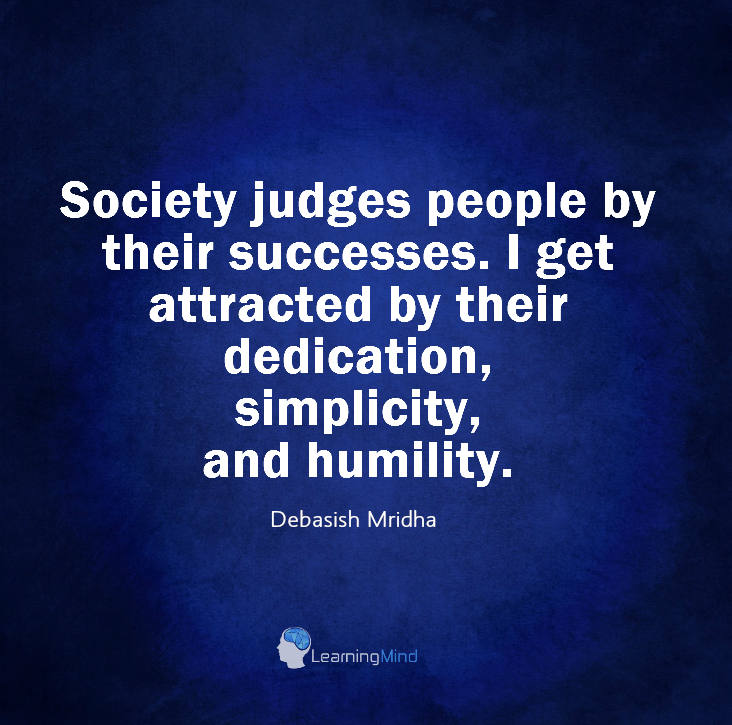 Society judges people by
their successes. I get
attracted by their
dedication,
simplicity,
and humility.
Debasish Mridha
LearningMind